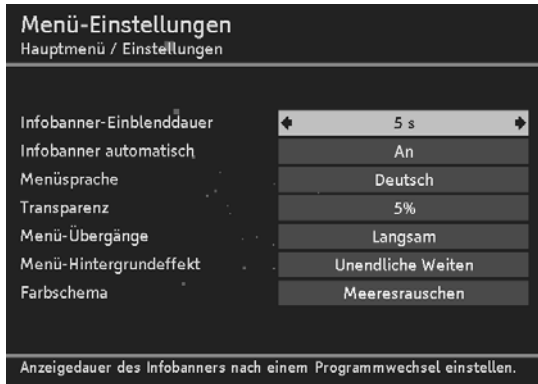 Menü-Einstellungen
Hauptmenü / Einstellungen
Infobanner-Einblenddauer 5 s
Infobanner automatisch An
Menüsprache Deutsch
Transparenz 5%
Menü-Übergänge Langsam
Menü-Hintergrundeffekt Unendliche Weiten
Farbschema Meeresrauschen
Anzeigedauer des Infobanners nach einem Programmwechsel einstellen.